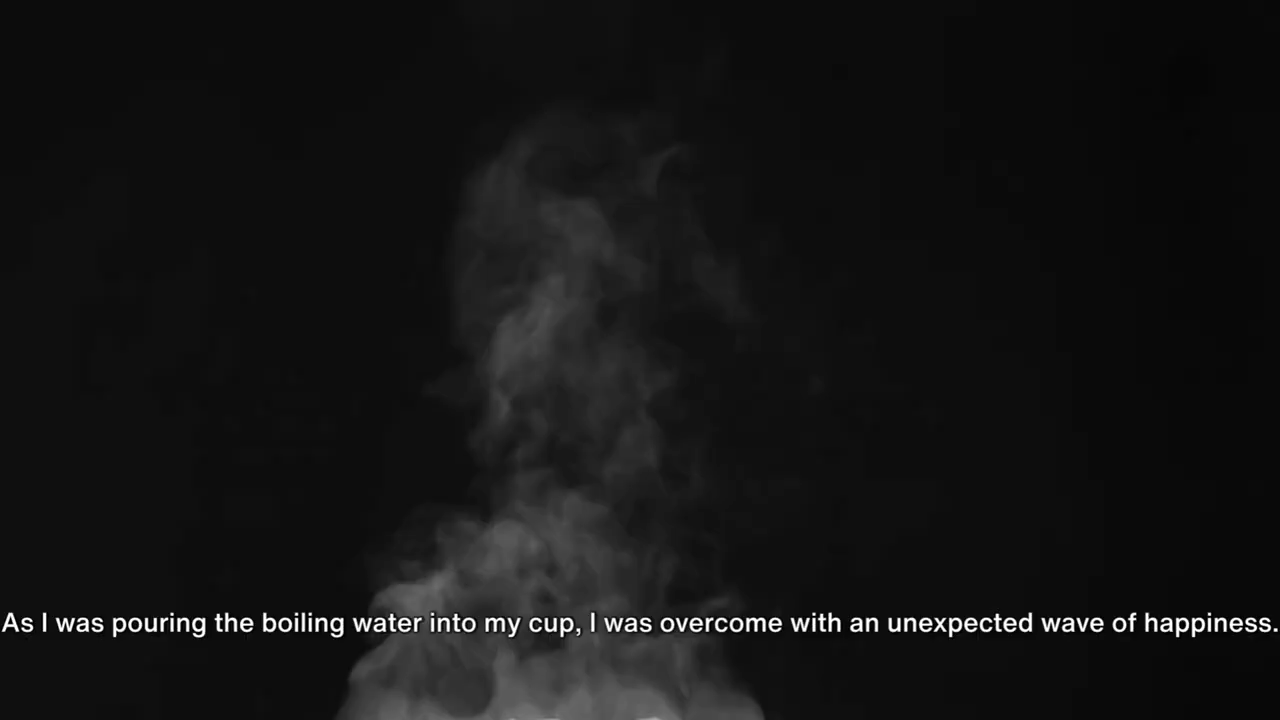 As I was pouring the boiling water into my cup, I was overcome with an unexpected wave of happiness.